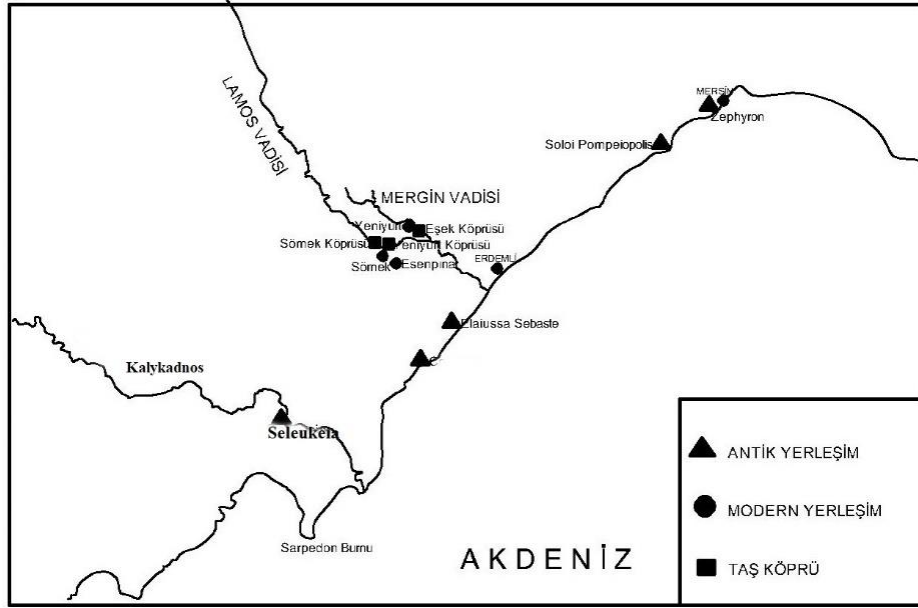 LAMOS VADİSİ
MERSİN
Zephyron
Soloi Pompeiopolis
MERGİN VADİSİ
Yeniyurt
Eşek Köprüsü
Sömek Köprüsü
Yeniyurt Köprüsü
Sömek
Esenpınar
ERDEMLİ
Elaiussa Sebaste
Kalykadnos
Seleukeia
Sarpedon Burnu
AKDENİZ
ANTİK YERLEŞİM
MODERN YERLEŞİM
TAŞ KÖPRÜ